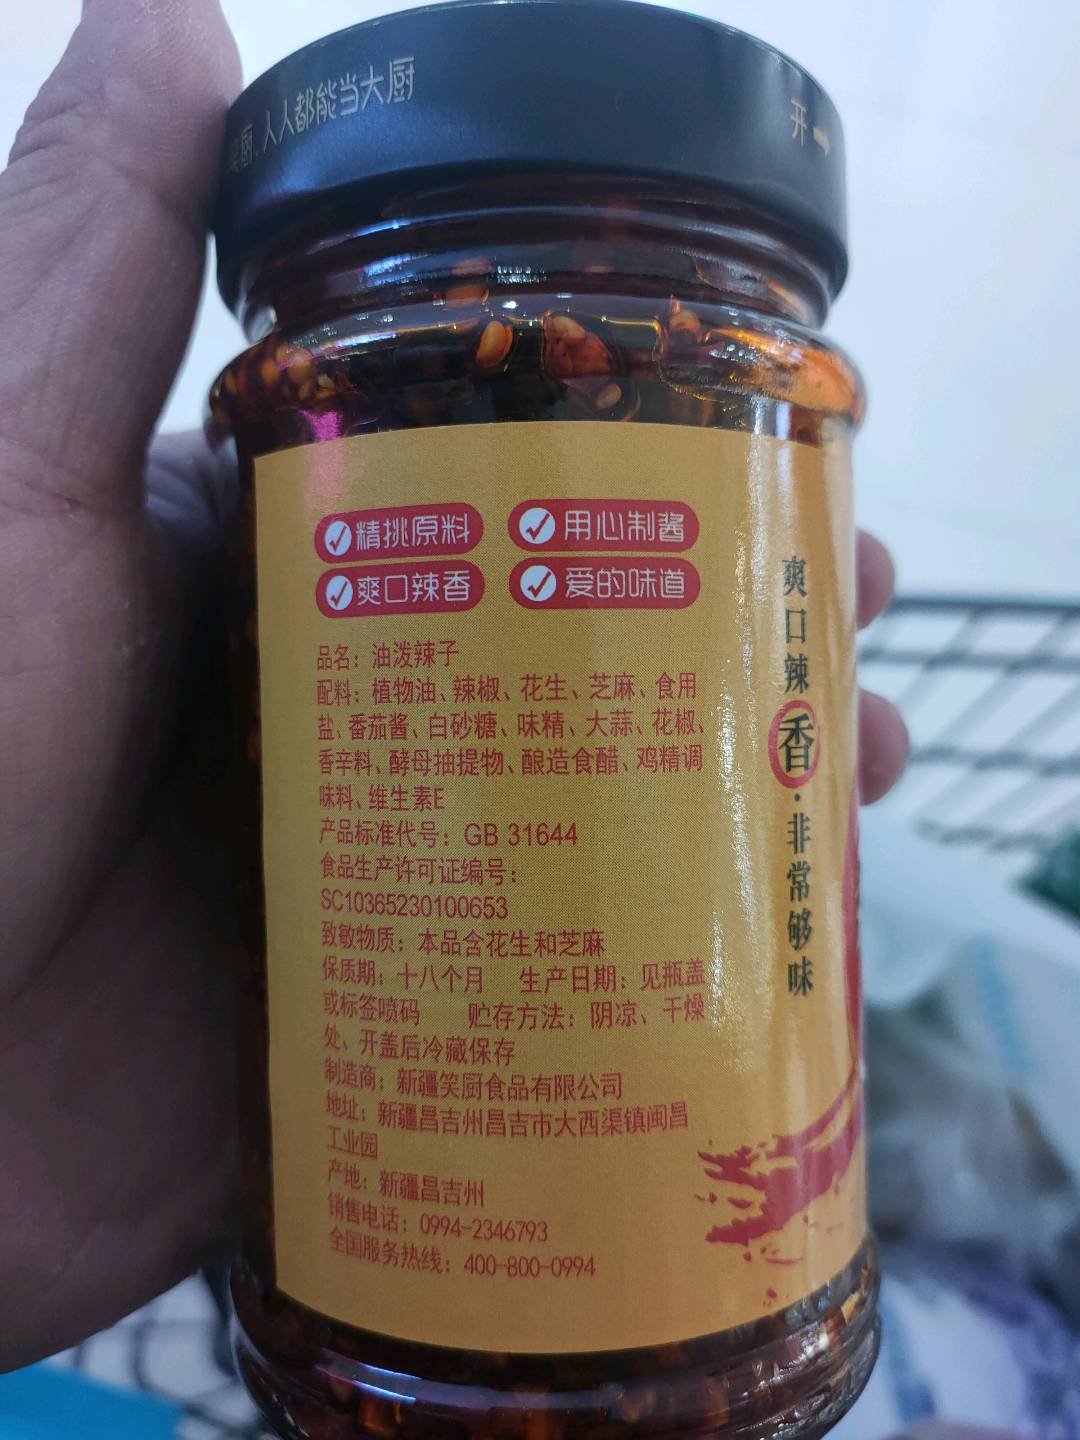 笑厨、人人都能当大厨
开
精挑原料
用心制酱
爽口辣香
爱的味道
品名：油泼辣子
配料：植物油、辣椒、花生、芝麻、食用
盐、番茄酱、白砂糖、味精、大蒜、花椒、
香辛料、酵母抽提物、酿造食醋、鸡精调
味料、维生素E
产品标准代号：GB 31644
食品生产许可证编号：
SC10365230100653
致敏物质：本品含花生和芝麻
保质期：十八个月 生产日期：见瓶盖
或标签喷码 贮存方法：阴凉、干燥
处、开盖后冷藏保存
制造商：新疆笑厨食品有限公司
地址：新疆昌吉州昌吉市大西渠镇闽昌
工业园
产地：新疆昌吉州
销售电话：0994-2346793
全国服务热线：400-800-0994
爽口辣香·非常够味